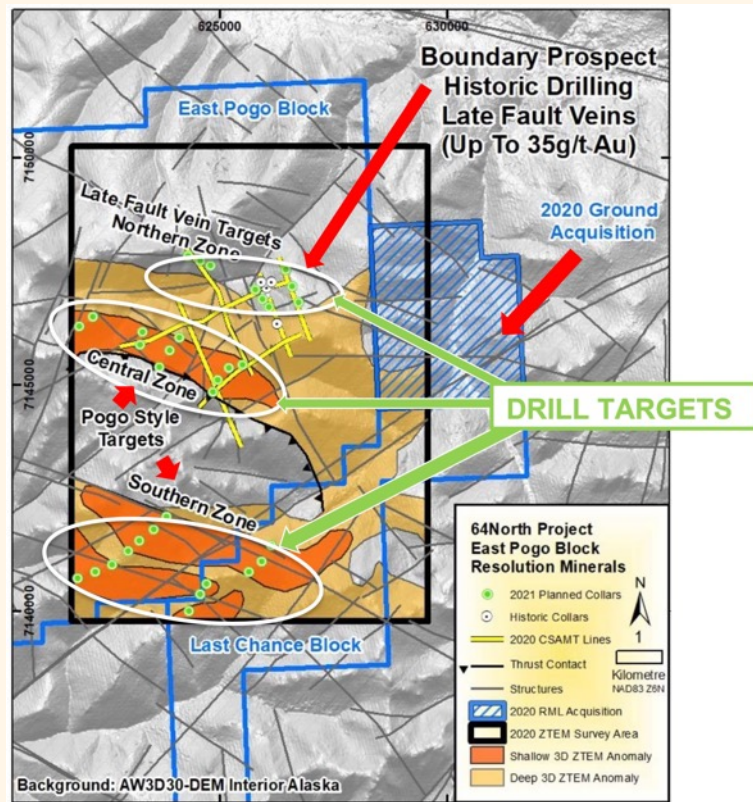 625000
630000
Boundary Prospect
Historic Drilling
Late Fault Veins
(Up To 35g/t Au)
East Pogo Block
7150000
Late Fault Vein Targets
Northern Zone
2020 Ground
Acquisition
7145000
Central Zone
Pogo Style
Targets
DRILL TARGETS
Southern Zone
7140000
Last Chance Block
64North Project
East Pogo Block
Resolution Minerals
2021 Planned Collars
Historic Collars
2020 CSAMT Lines
Thrust Contact
Structures
2020 RML Acquisition
2020 ZTEM Survey Area
Shallow 3D ZTEM Anomaly
Deep 3D ZTEM Anomaly
N
1
Kilometre
NAD83 Z6N
Background: AW3D30-DEM Interior Alaska